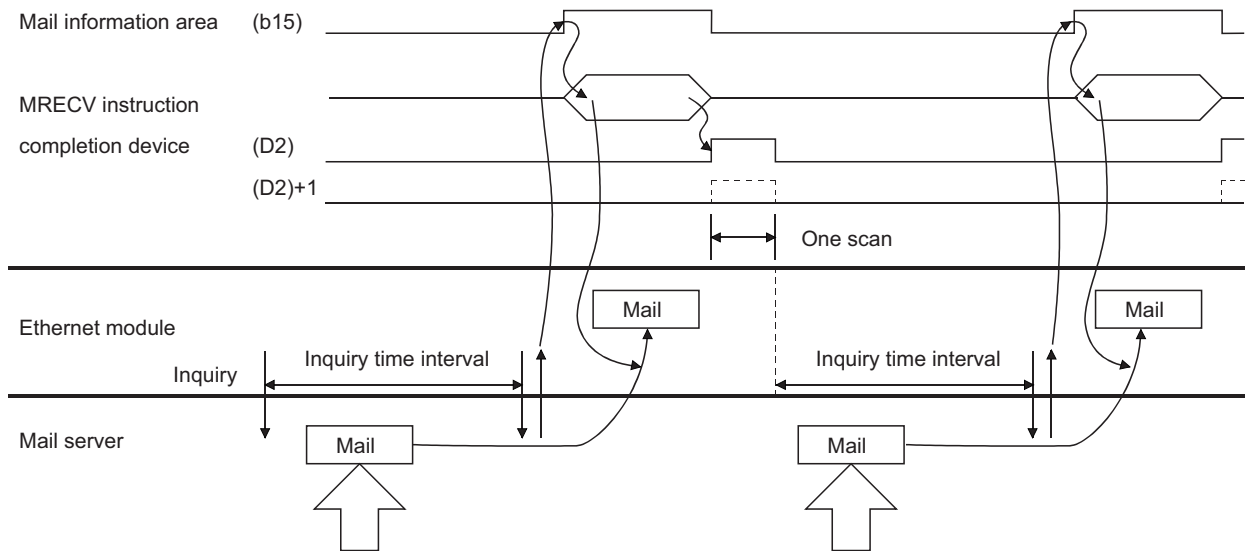 Mail information area (b15)
MRECV instruction
completion device (D2)
(D2)+1
One scan
Mail Mail
Ethernet module
Inquiry time interval Inquiry time interval
Inquiry
Mail server
Mail Mail